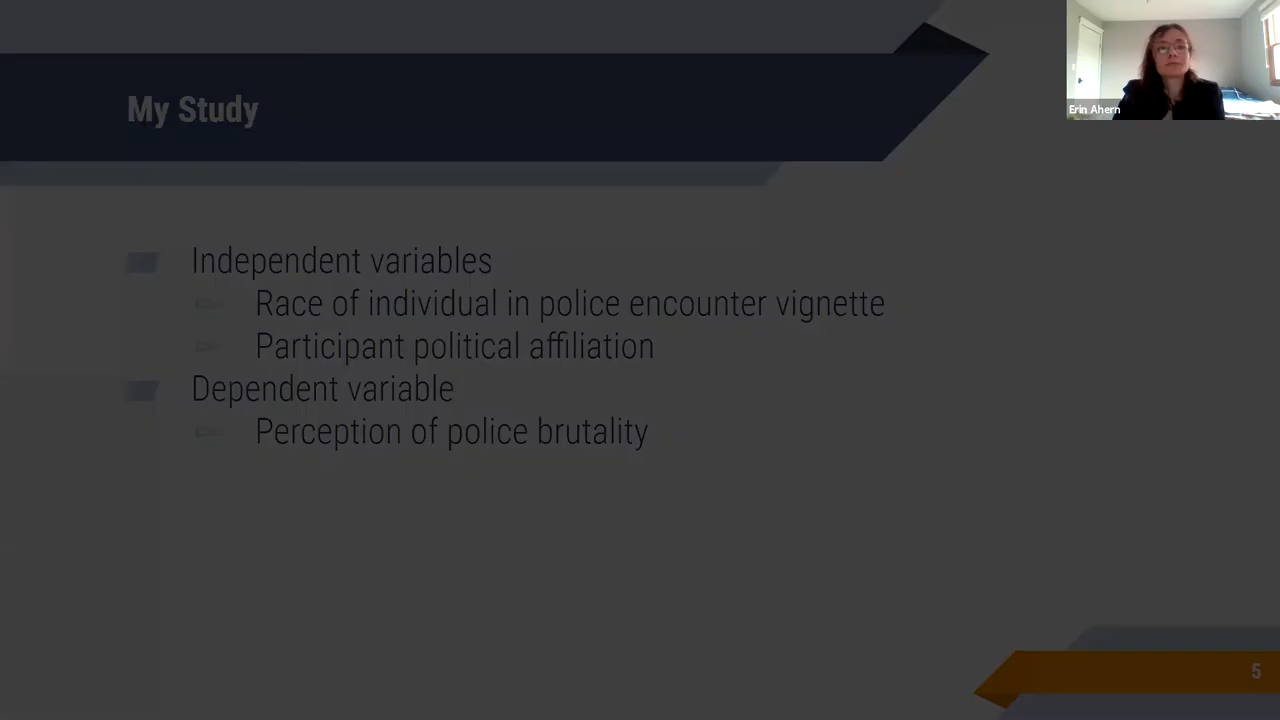 My Study
Erin Ahern
Independent variables
Race of individual in police encounter vignette
Participant political affiliation
Dependent variable
Perception of police brutality
5